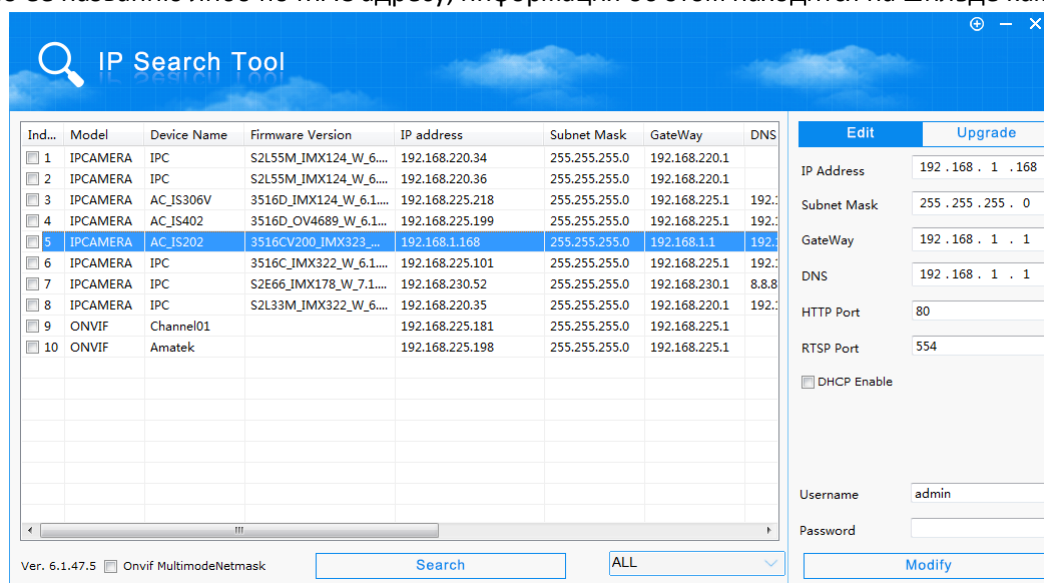 IP Search Tool
Ind... Model Device Name Firmware Version IP address Subnet Mask GateWay DNS
1 IPCAMERA IPC S2L55M_IMX124_W_6.... 192.168.220.34 255.255.255.0 192.168.220.1
2 IPCAMERA IPC S2L55M_IMX124_W_6.... 192.168.220.36 255.255.255.0 192.168.220.1
3 IPCAMERA AC_IS306V 3516D_IMX124_W_6.1.... 192.168.225.218 255.255.255.0 192.168.225.1 192.:
4 IPCAMERA AC_IS402 3516D_OV4689_W_6.1... 192.168.225.199 255.255.255.0 192.168.225.1 192.:
5 IPCAMERA AC_IS202 3516CV200_IMX323_... 192.168.1.168 255.255.255.0 192.168.1.1 192.:
6 IPCAMERA IPC 3516C_IMX322_W_6.1.... 192.168.225.101 255.255.255.0 192.168.225.1 192.:
7 IPCAMERA IPC S2E66_IMX178_W_7.1.... 192.168.230.52 255.255.255.0 192.168.230.1 8.8.8
8 IPCAMERA IPC S2L33M_IMX322_W_6.... 192.168.220.35 255.255.255.0 192.168.220.1 192.:
9 ONVIF Channel01 192.168.225.181 255.255.255.0 192.168.225.1
10 ONVIF Amatek 192.168.225.198 255.255.255.0 192.168.225.1
Ver. 6.1.47.5 Onvif MultimodeNetmask Search ALL
Edit Upgrade
IP Address 192 . 168 . 1 . 168
Subnet Mask 255 . 255 . 255 . 0
GateWay 192 . 168 . 1 . 1
DNS 192 . 168 . 1 . 1
HTTP Port 80
RTSP Port 554
DHCP Enable
Username admin
Password
Modify